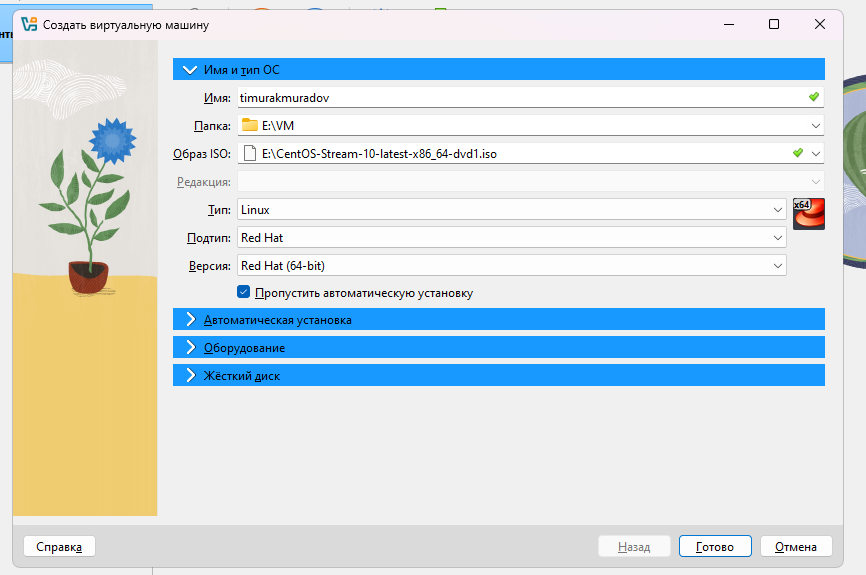 Создать виртуальную машину
Имя и тип ОС
Имя: timurakmuradov
Папка: E:\VM
Образ ISO: E:\CentOS-Stream-10-latest-x86_64-dvd1.iso
Редакция:
Тип: Linux
x64
Подтип: Red Hat
Версия: Red Hat (64-bit)
Пропустить автоматическую установку
Автоматическая установка
Оборудование
Жёсткий диск
Справка Назад Готово Отмена